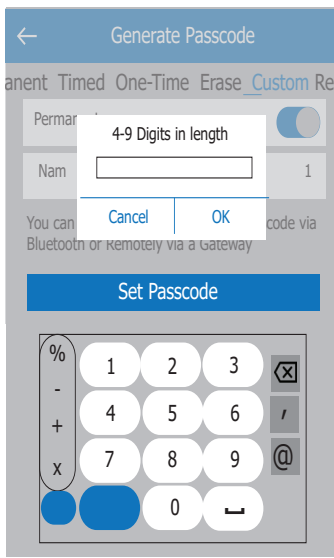 ← Generate Passcode
anent Timed One-Time Erase Custom Re
Perman
4-9 Digits in length
Nam 1
Cancel OK
You can code via
Bluetooth or Remotely via a Gateway
Set Passcode
%
-
+
x
1 2 3
4 5 6 ,
7 8 9 @
0